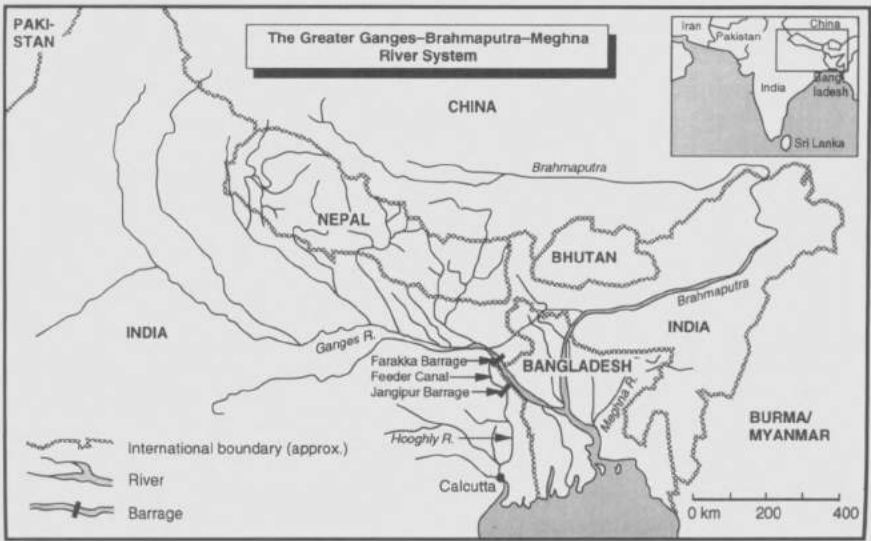 PAKI-
STAN
The Greater Ganges–Brahmaputra–Meghna
River System
Iran
China
Pakistan
India
Bangl
ladesh
Sri Lanka
CHINA
Brahmaputra
NEPAL
BHUTAN
Brahmaputra
INDIA
INDIA
Ganges R.
BANGLADESH
Farakka Barrage
Feeder Canal
Jangipur Barrage
Meghna R.
BURMA/
MYANMAR
Hooghly R.
Calcutta
International boundary (approx.)
River
Barrage
0 km 200 400